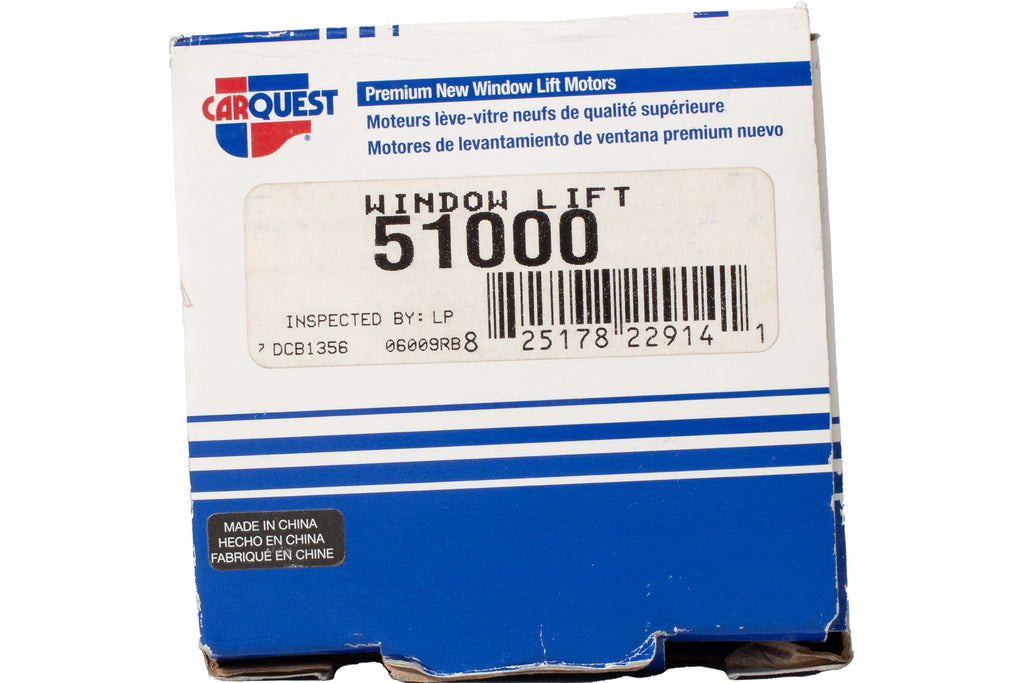 CARQUEST
Premium New Window Lift Motors
Moteurs lève-vitre neufs de qualité supérieure
Motores de levantamiento de ventana premium nuevo
WINDOW LIFT
51000
INSPECTED BY: LP
7 DCB1356 06009RB
8 25178 22914 1
MADE IN CHINA
HECHO EN CHINA
FABRIQUÉ EN CHINE